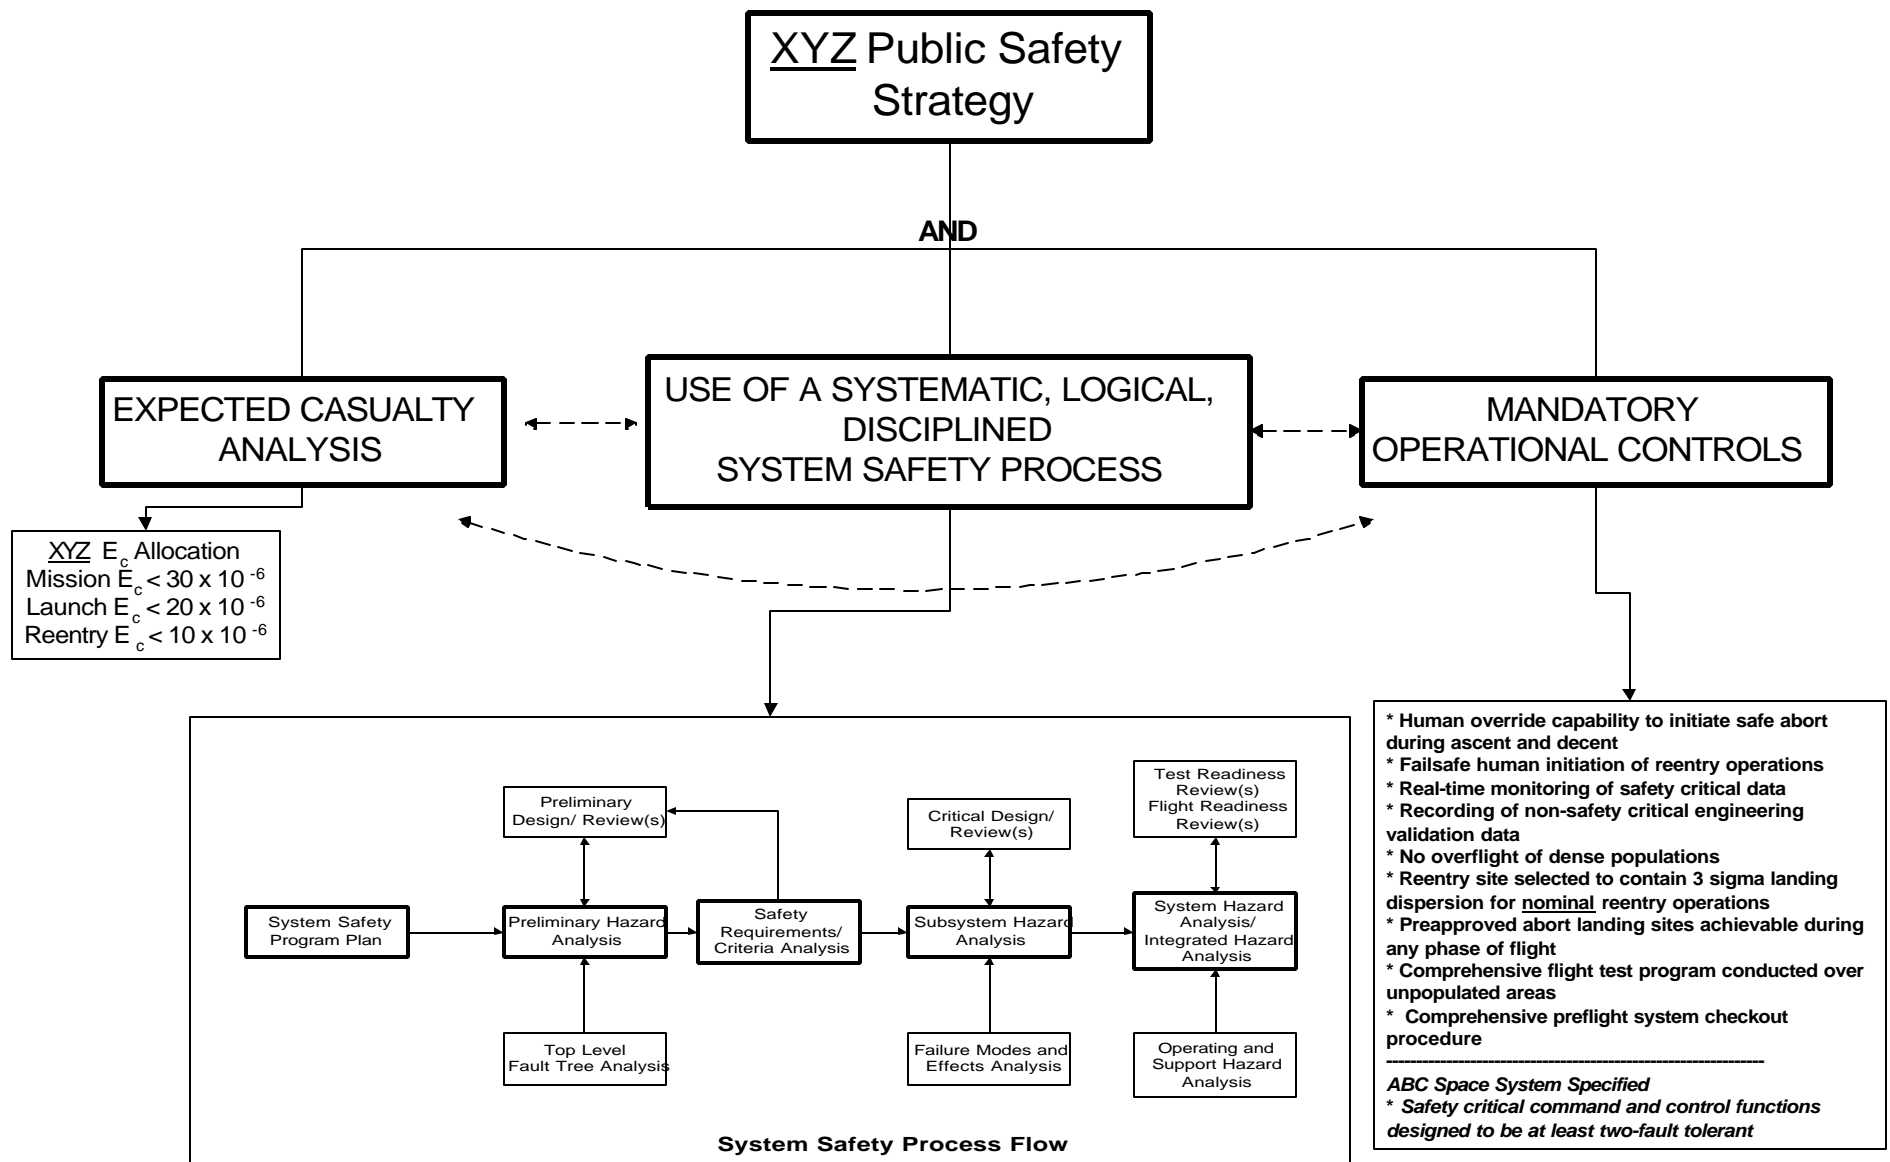 XYZ Public Safety
Strategy
AND
EXPECTED CASUALTY
ANALYSIS
USE OF A SYSTEMATIC, LOGICAL,
DISCIPLINED
SYSTEM SAFETY PROCESS
MANDATORY
OPERATIONAL CONTROLS
XYZ Ec Allocation
Mission Ec < 30 x 10 -6
Launch Ec < 20 x 10 -6
Reentry Ec < 10 x 10 -6
Preliminary
Design/ Review(s)
Critical Design/
Review(s)
Test Readiness
Review(s)
Flight Readiness
Review(s)
System Safety
Program Plan
Preliminary Hazard
Analysis
Safety
Requirements/
Criteria Analysis
Subsystem Hazard
Analysis
System Hazard
Analysis/
Integrated Hazard
Analysis
Top Level
Fault Tree Analysis
Failure Modes and
Effects Analysis
Operating and
Support Hazard
Analysis
System Safety Process Flow
* Human override capability to initiate safe abort
during ascent and decent
* Failsafe human initiation of reentry operations
* Real-time monitoring of safety critical data
* Recording of non-safety critical engineering
validation data
* No overflight of dense populations
* Reentry site selected to contain 3 sigma landing
dispersion for nominal reentry operations
* Preapproved abort landing sites achievable during
any phase of flight
* Comprehensive flight test program conducted over
unpopulated areas
* Comprehensive preflight system checkout
procedure
---------------------------------------------------------------
ABC Space System Specified
* Safety critical command and control functions
designed to be at least two-fault tolerant